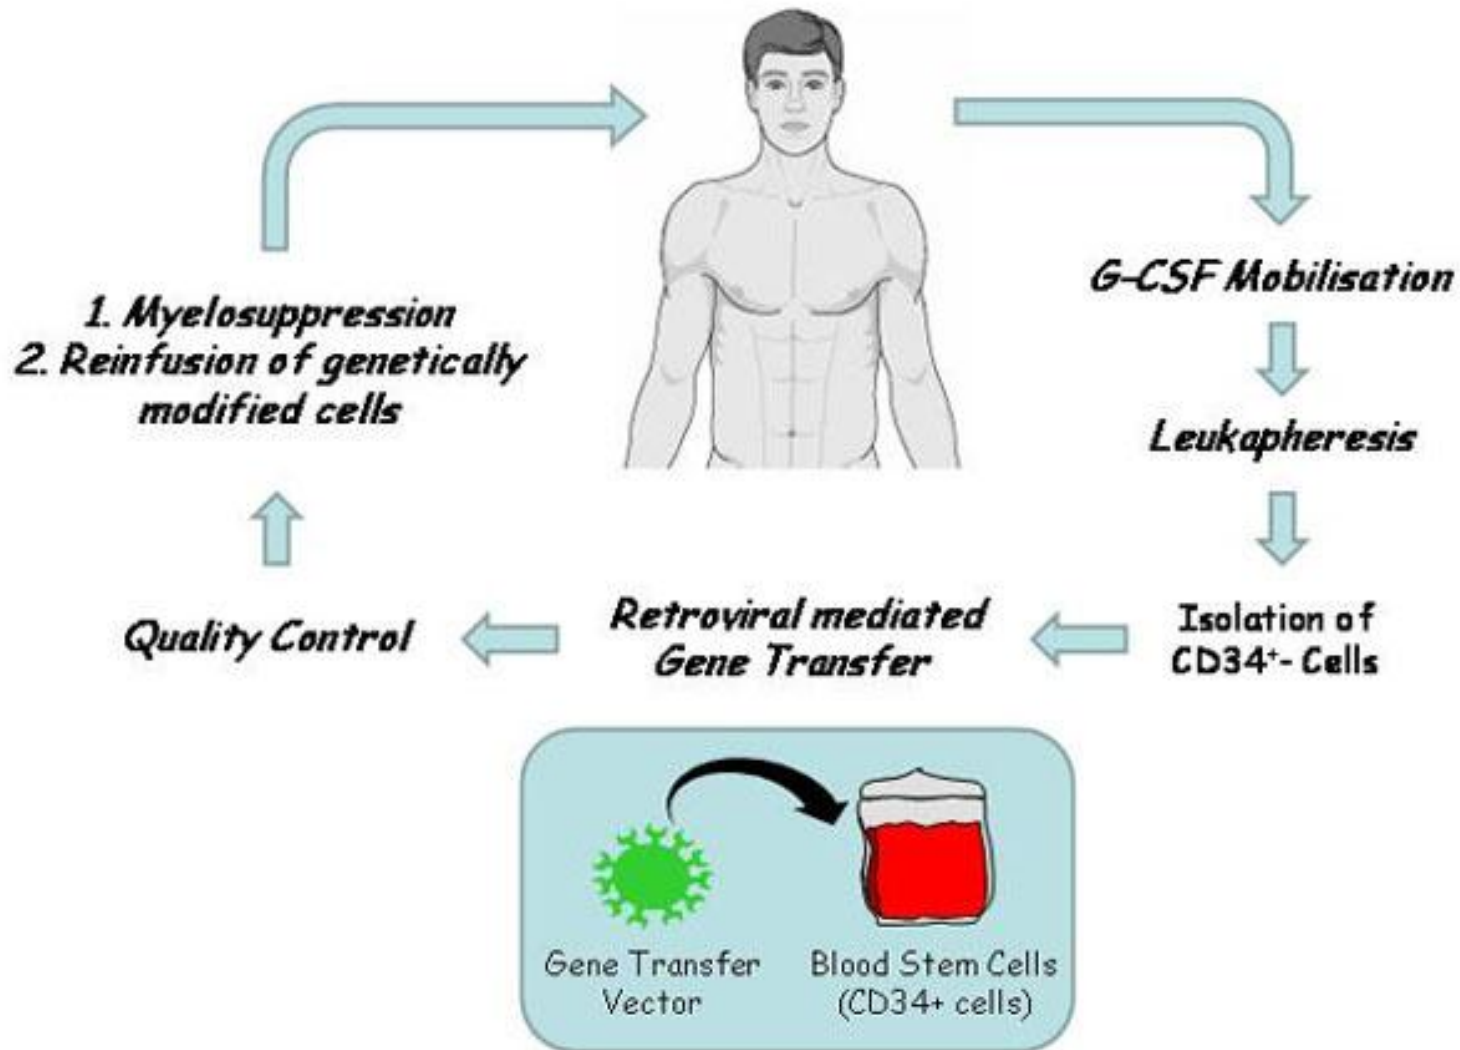 G-CSF Mobilisation
Leukapheresis
Isolation of
CD34⁺- Cells
Retroviral mediated
Gene Transfer
Quality Control
1. Myelosuppression
2. Reinfusion of genetically
modified cells
Gene Transfer
Vector
Blood Stem Cells
(CD34+ cells)